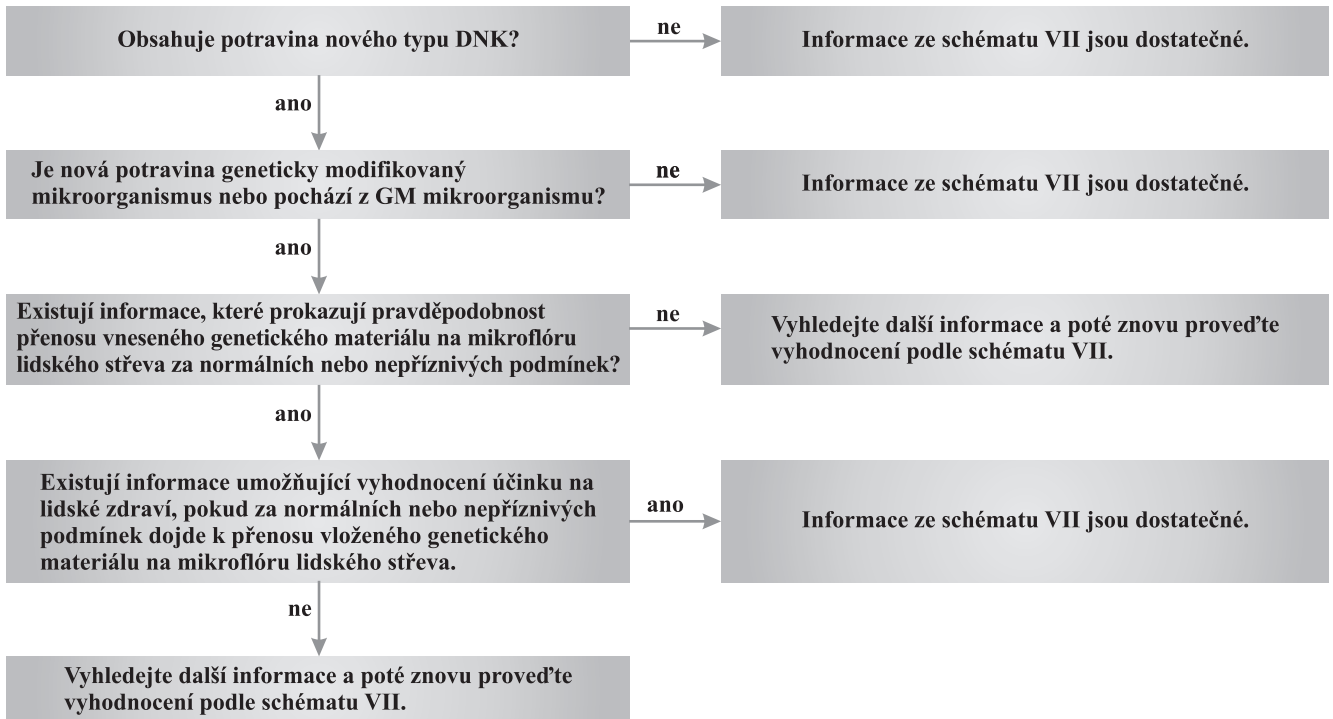 Obsahuje potravina nového typu DNK?
ne
Informace ze schématu VII jsou dostatečné.
ano
Je nová potravina geneticky modifikovaný
mikroorganismus nebo pochází z GM mikroorganismu?
ne
Informace ze schématu VII jsou dostatečné.
ano
Existují informace, které prokazují pravděpodobnost
přenosu vneseného genetického materiálu na mikroflóru
lidského střeva za normálních nebo nepříznivých podmínek?
ne
Vyhledejte další informace a poté znovu proveďte
vyhodnocení podle schématu VII.
ano
Existují informace umožňující vyhodnocení účinku na
lidské zdraví, pokud za normálních nebo nepříznivých
podmínek dojde k přenosu vloženého genetického
materiálu na mikroflóru lidského střeva.
ano
Informace ze schématu VII jsou dostatečné.
ne
Vyhledejte další informace a poté znovu proveďte
vyhodnocení podle schématu VII.